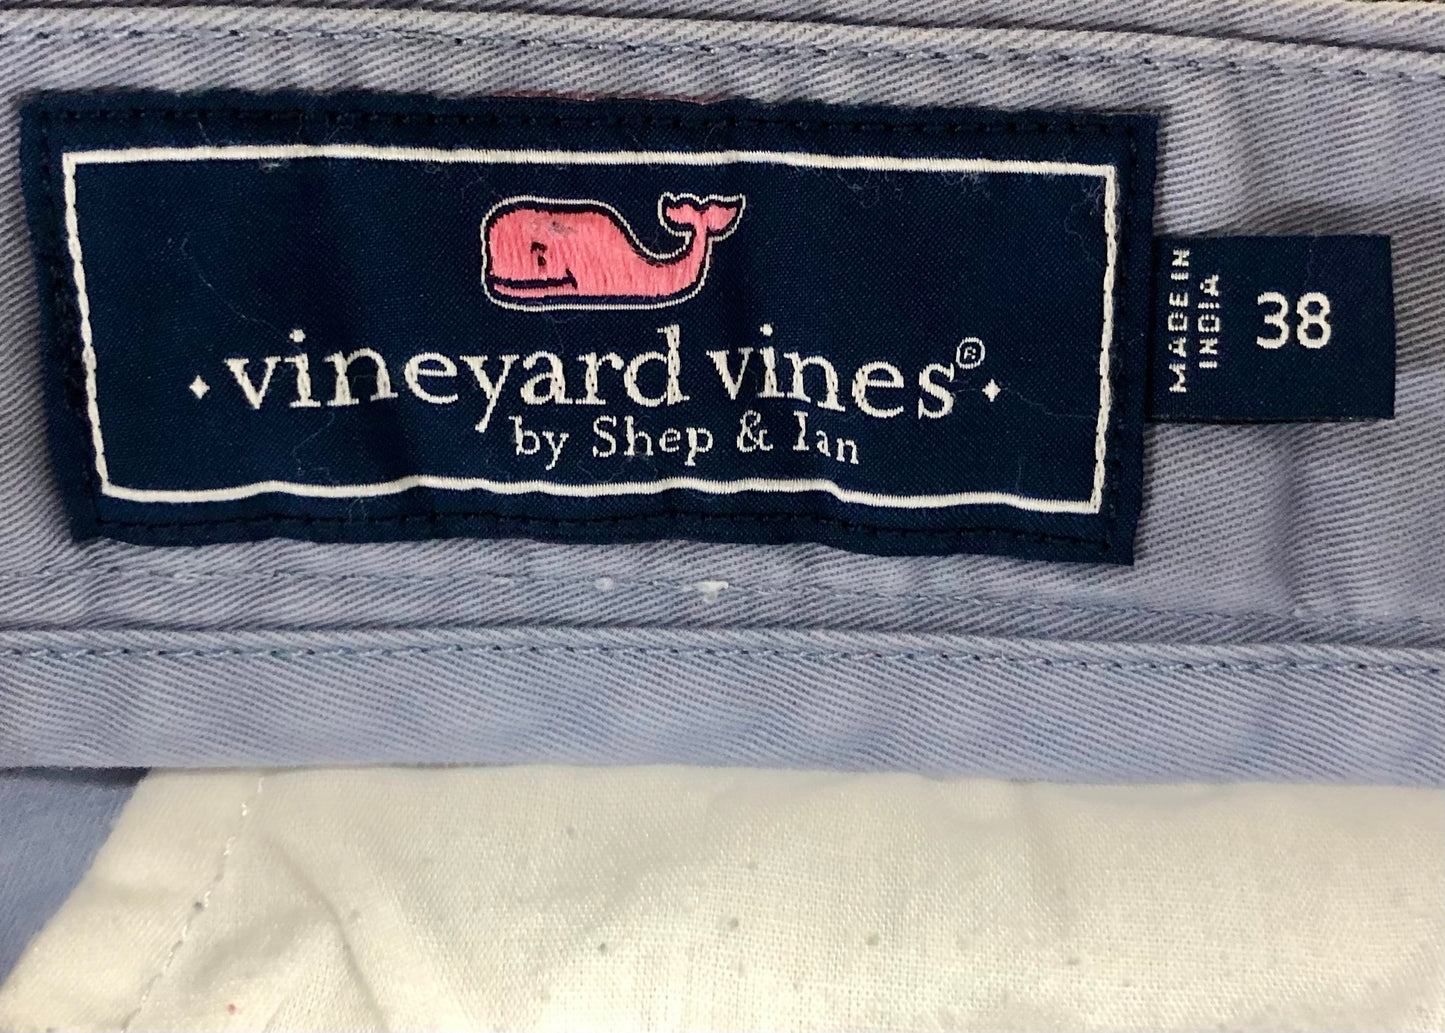 vineyard vines®
by Shep & Ian
MADE IN
INDIA
38